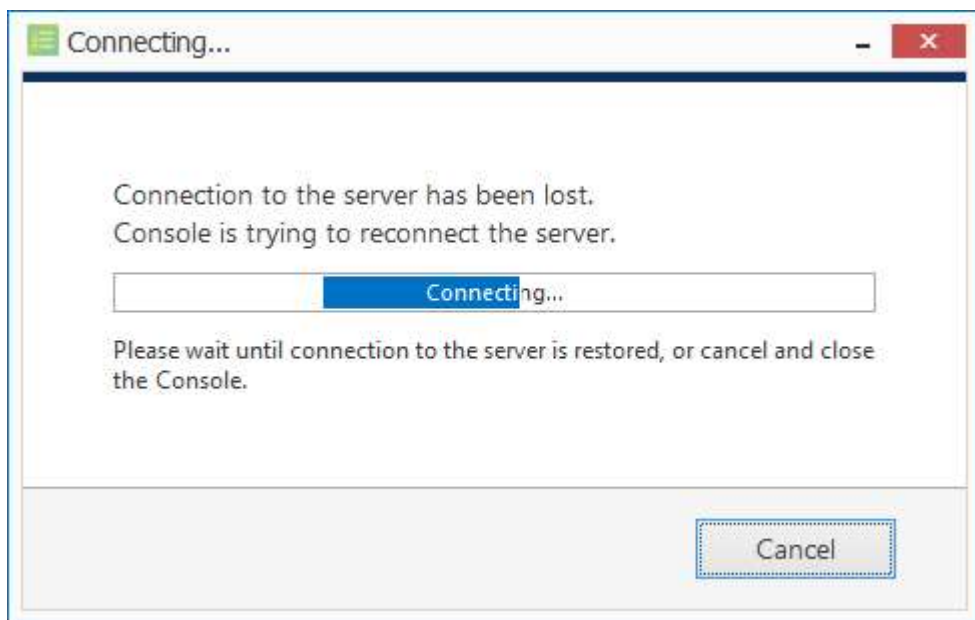 Connecting...
Connection to the server has been lost.
Console is trying to reconnect the server.
Connecting...
Please wait until connection to the server is restored, or cancel and close
the Console.
Cancel